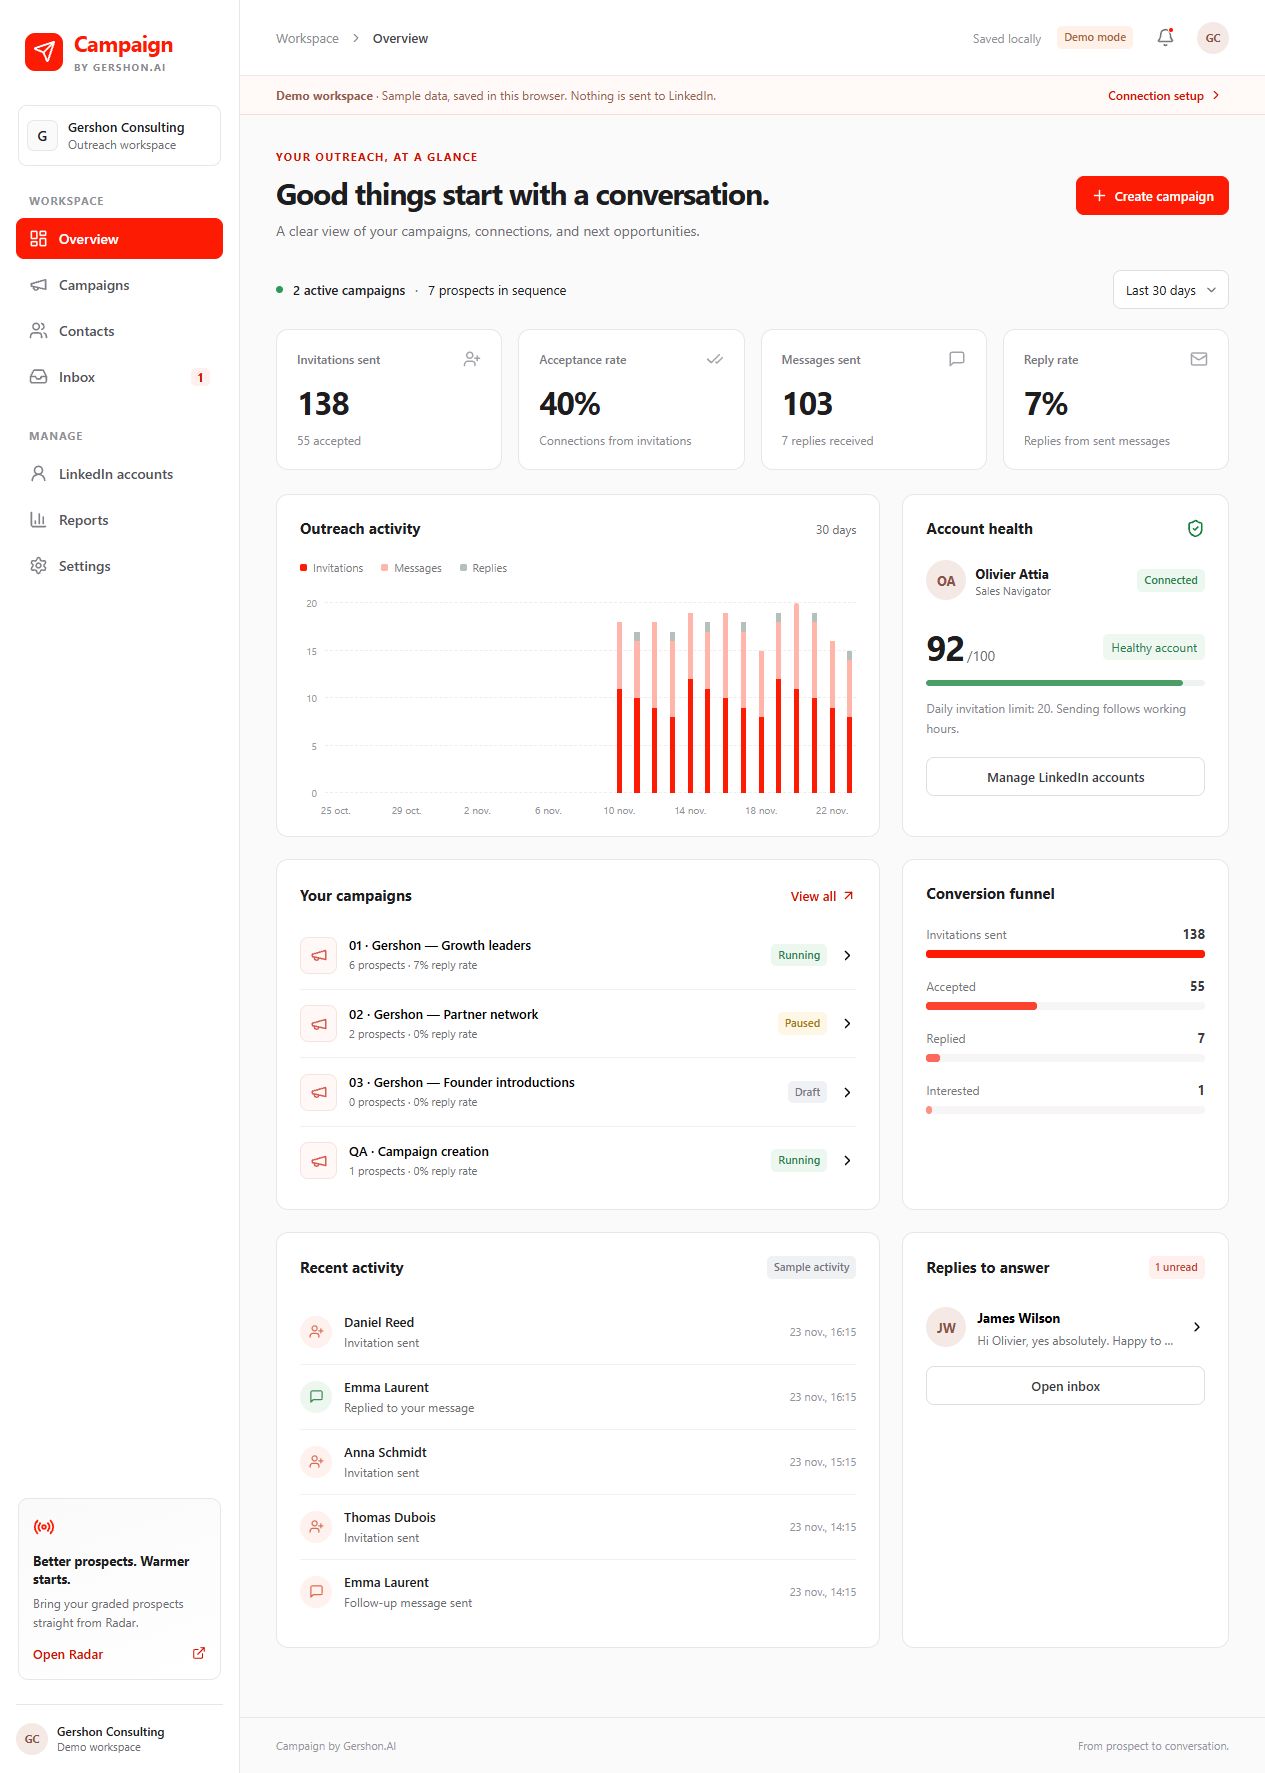 Campaign
BY GERSHON.AI
G
Gershon Consulting
Outreach workspace
WORKSPACE
Overview
Campaigns
Contacts
Inbox 1
MANAGE
LinkedIn accounts
Reports
Settings
Better prospects. Warmer
starts.
Bring your graded prospects
straight from Radar.
Open Radar
GC
Gershon Consulting
Demo workspace
Workspace > Overview
Saved locally Demo mode GC
Demo workspace · Sample data, saved in this browser. Nothing is sent to LinkedIn. Connection setup
YOUR OUTREACH, AT A GLANCE
Good things start with a conversation.
A clear view of your campaigns, connections, and next opportunities.
+ Create campaign
2 active campaigns · 7 prospects in sequence
Last 30 days
Invitations sent
138
55 accepted
Acceptance rate
40%
Connections from invitations
Messages sent
103
7 replies received
Reply rate
7%
Replies from sent messages
Outreach activity 30 days
Invitations Messages Replies
20
15
10
5
0
25 oct. 29 oct. 2 nov. 6 nov. 10 nov. 14 nov. 18 nov. 22 nov.
Account health
OA
Olivier Attia
Sales Navigator
Connected
92/100
Healthy account
Daily invitation limit: 20. Sending follows working
hours.
Manage LinkedIn accounts
Your campaigns View all
01 · Gershon — Growth leaders
6 prospects · 7% reply rate
Running
02 · Gershon — Partner network
2 prospects · 0% reply rate
Paused
03 · Gershon — Founder introductions
0 prospects · 0% reply rate
Draft
QA · Campaign creation
1 prospects · 0% reply rate
Running
Conversion funnel
Invitations sent 138
Accepted 55
Replied 7
Interested 1
Recent activity Sample activity
Daniel Reed
Invitation sent
23 nov., 16:15
Emma Laurent
Replied to your message
23 nov., 16:15
Anna Schmidt
Invitation sent
23 nov., 15:15
Thomas Dubois
Invitation sent
23 nov., 14:15
Emma Laurent
Follow-up message sent
23 nov., 14:15
Replies to answer 1 unread
JW
James Wilson
Hi Olivier, yes absolutely. Happy to ...
Open inbox
Campaign by Gershon.AI From prospect to conversation.